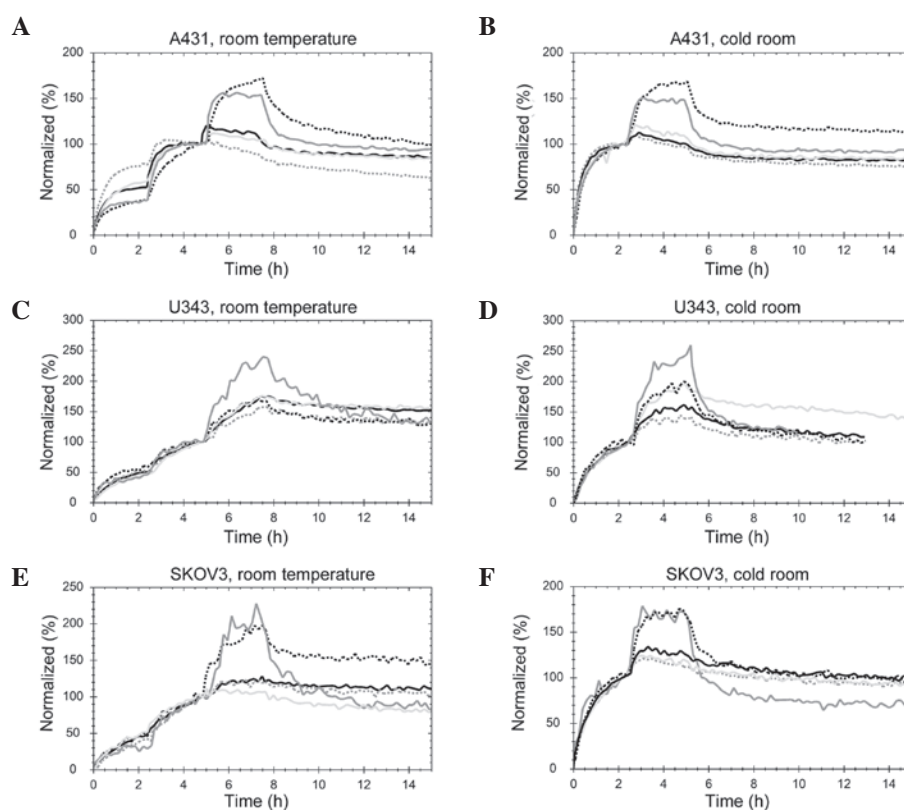 A
A431, room temperature
Normalized (%)
200
150
100
50
0
0 2 4 6 8 10 12 14
Time (h)
B
A431, cold room
Normalized (%)
200
150
100
50
0
0 2 4 6 8 10 12 14
Time (h)
C
U343, room temperature
Normalized (%)
300
250
200
150
100
50
0
0 2 4 6 8 10 12 14
Time (h)
D
U343, cold room
Normalized (%)
300
250
200
150
100
50
0
0 2 4 6 8 10 12 14
Time (h)
E
SKOV3, room temperature
Normalized (%)
250
200
150
100
50
0
0 2 4 6 8 10 12 14
Time (h)
F
SKOV3, cold room
Normalized (%)
200
150
100
50
0
0 2 4 6 8 10 12 14
Time (h)